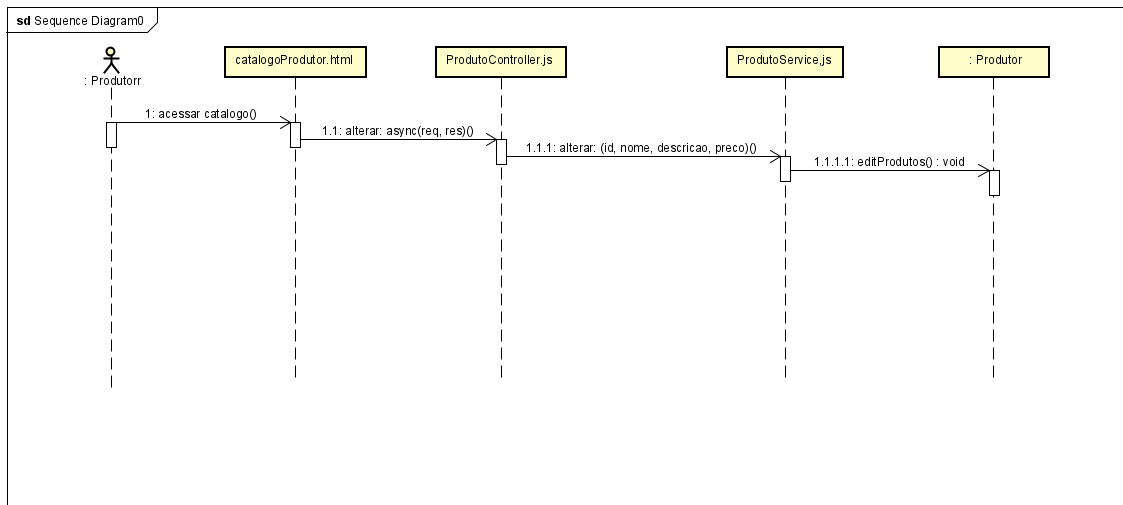 sd Sequence Diagram0
: Produtorr
catalogoProdutor.html
ProdutoController.js
ProdutoService,js
: Produtor
1: acessar catalogo()
1.1: alterar: async(req, res)()
1.1.1: alterar: (id, nome, descricao, preco)()
1.1.1.1: editProdutos() : void